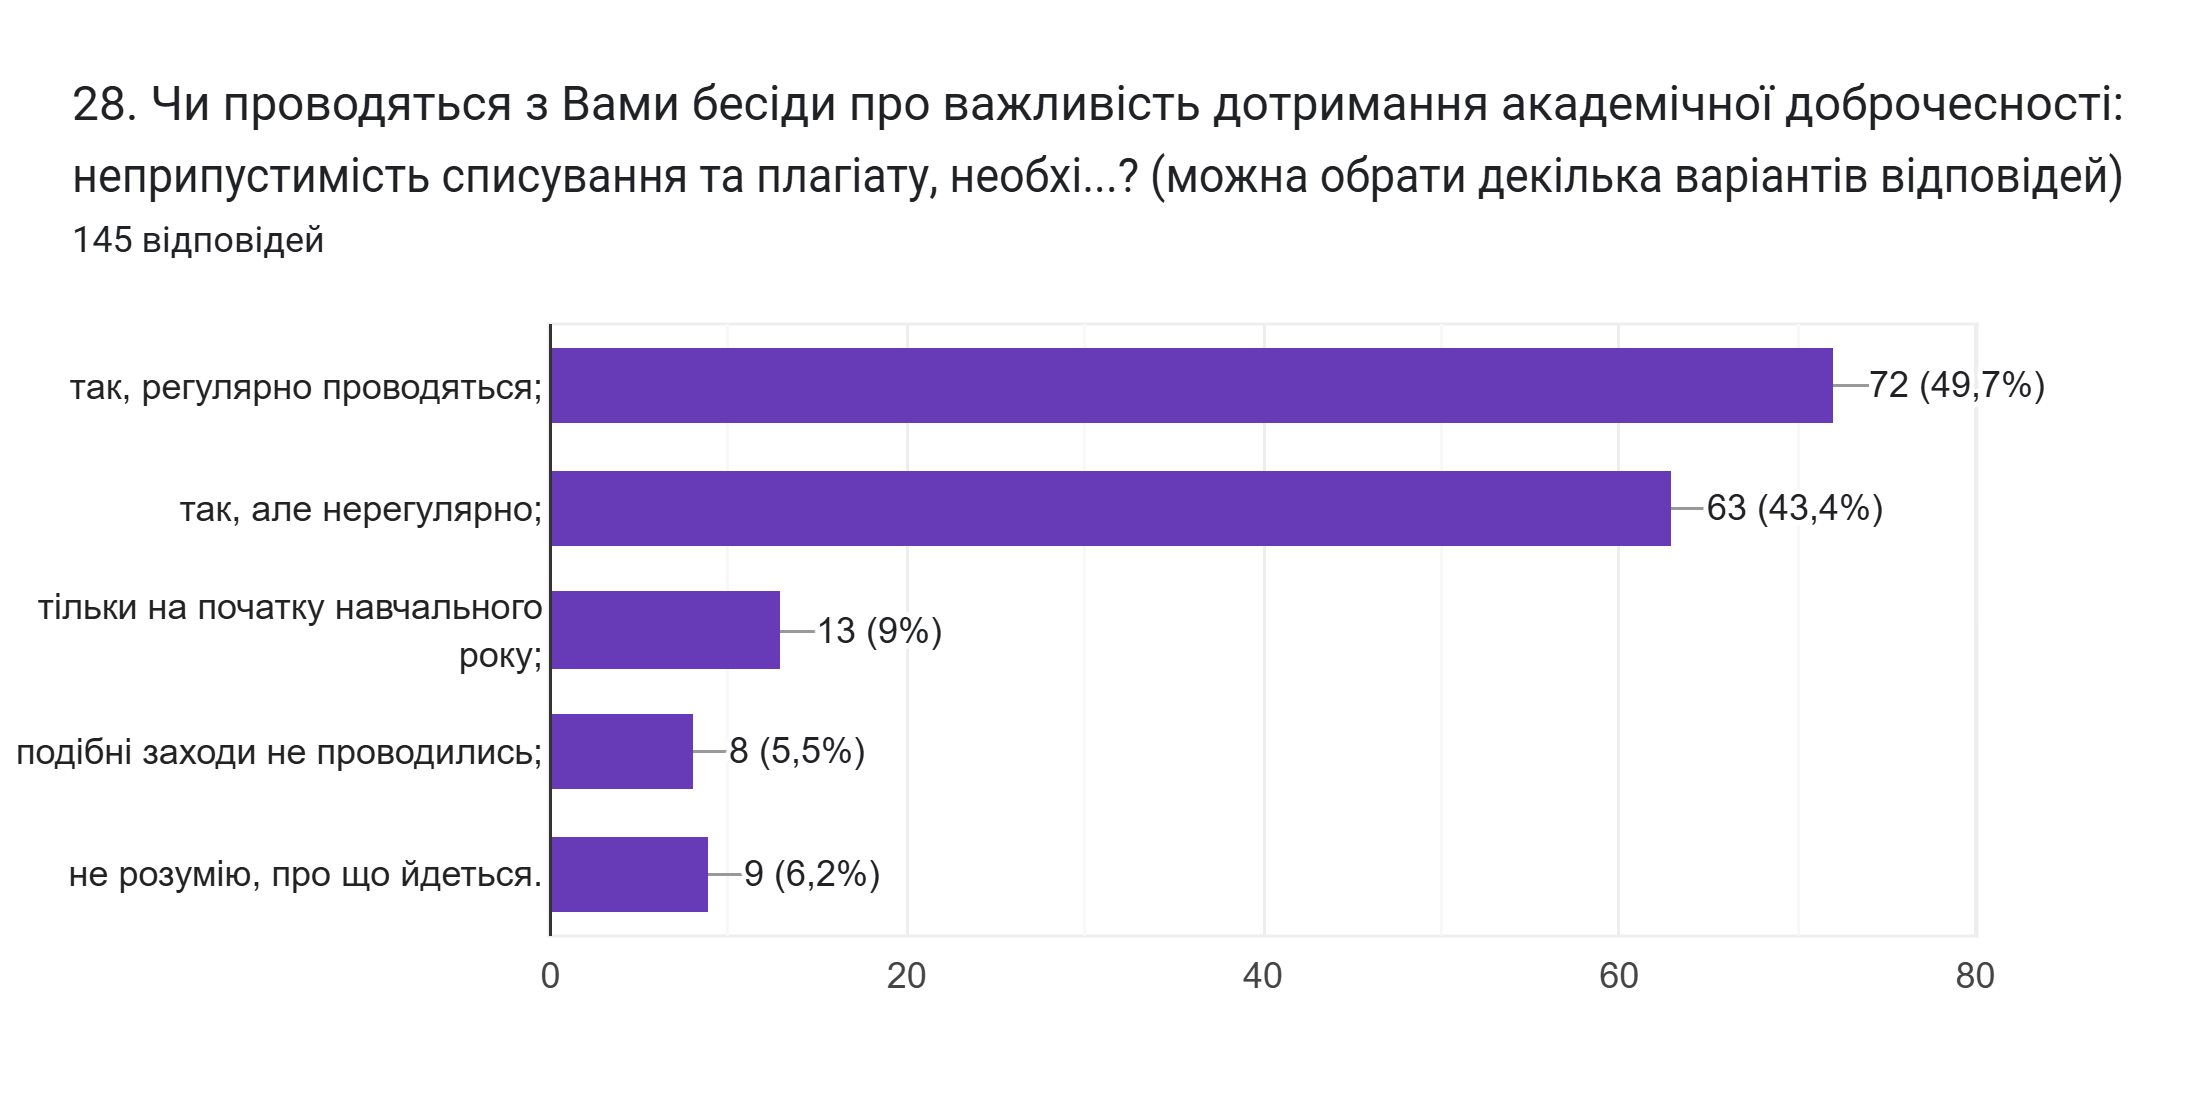 28. Чи проводяться з Вами бесіди про важливість дотримання академічної доброчесності:
неприпустимість списування та плагіату, необхі...? (можна обрати декілька варіантів відповідей)
145 відповідей
так, регулярно проводяться;
72 (49,7%)
так, але нерегулярно;
63 (43,4%)
тільки на початку навчального
року;
13 (9%)
подібні заходи не проводились;
8 (5,5%)
не розумію, про що йдеться.
9 (6,2%)
0 20 40 60 80